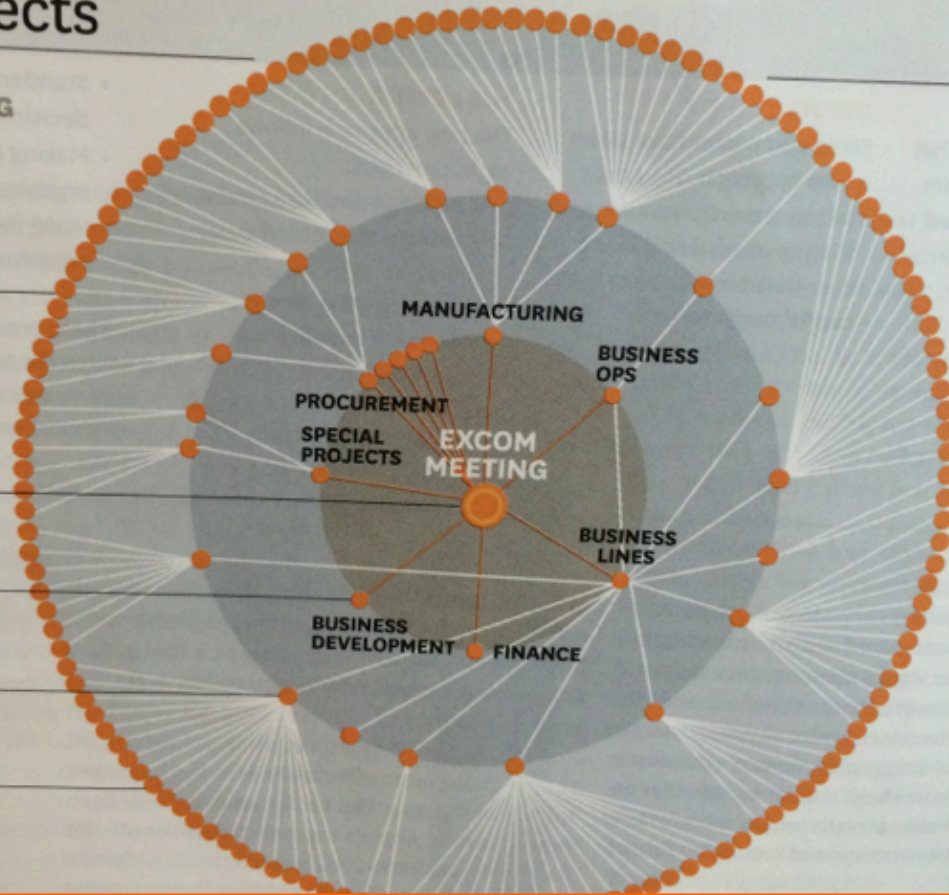 ects
G
MANUFACTURING
BUSINESS
OPS
PROCUREMENT
SPECIAL
PROJECTS
EXCOM
MEETING
BUSINESS
LINES
BUSINESS
DEVELOPMENT
FINANCE